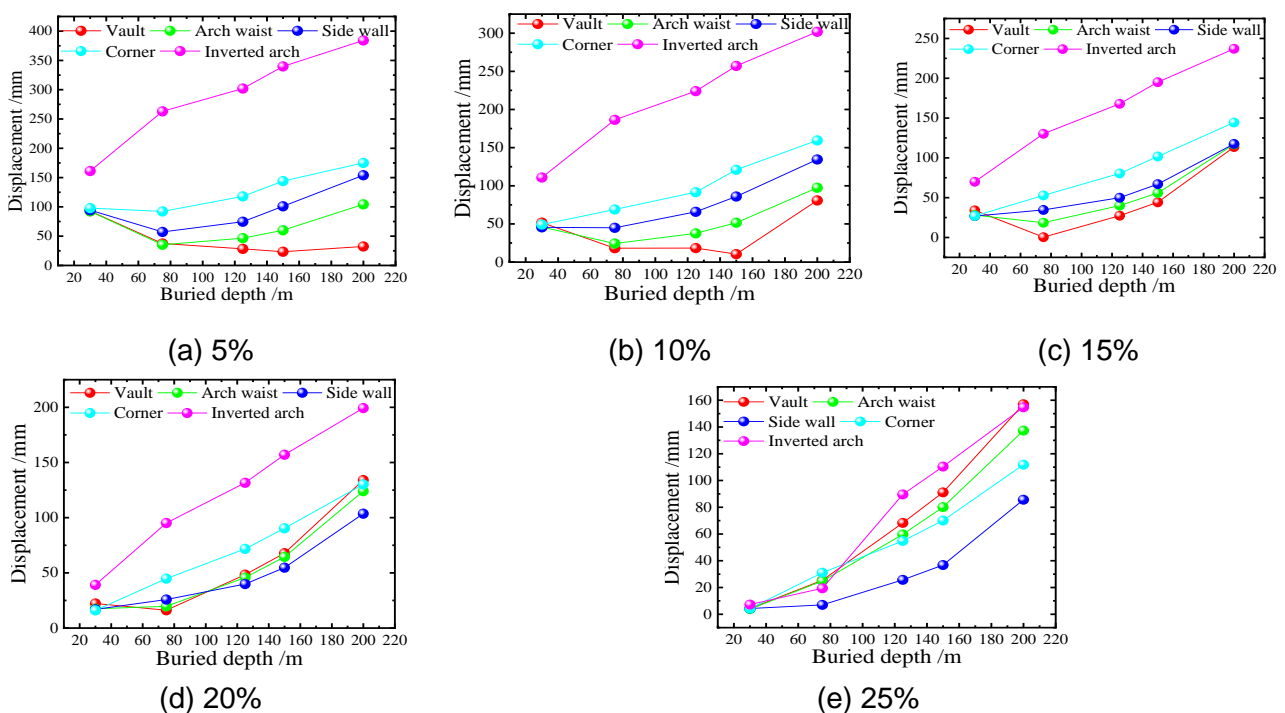 Displacement /mm
400
350
300
250
200
150
100
50
0
Vault Arch waist Side wall
Corner Inverted arch
20 40 60 80 100 120 140 160 180 200 220
Buried depth /m
(a) 5%
Displacement /mm
300
250
200
150
100
50
0
Vault Arch waist Side wall
Corner Inverted arch
20 40 60 80 100 120 140 160 180 200 220
Buried depth /m
(b) 10%
Displacement /mm
250
200
150
100
50
0
Vault Arch waist Side wall
Corner Inverted arch
20 40 60 80 100 120 140 160 180 200 220
Buried depth /m
(c) 15%
Displacement /mm
200
150
100
50
0
Vault Arch waist Side wall
Corner Inverted arch
20 40 60 80 100 120 140 160 180 200 220
Buried depth /m
(d) 20%
Displacement /mm
160
140
120
100
80
60
40
20
0
Vault Arch waist
Side wall Corner
Inverted arch
20 40 60 80 100 120 140 160 180 200 220
Buried depth /m
(e) 25%